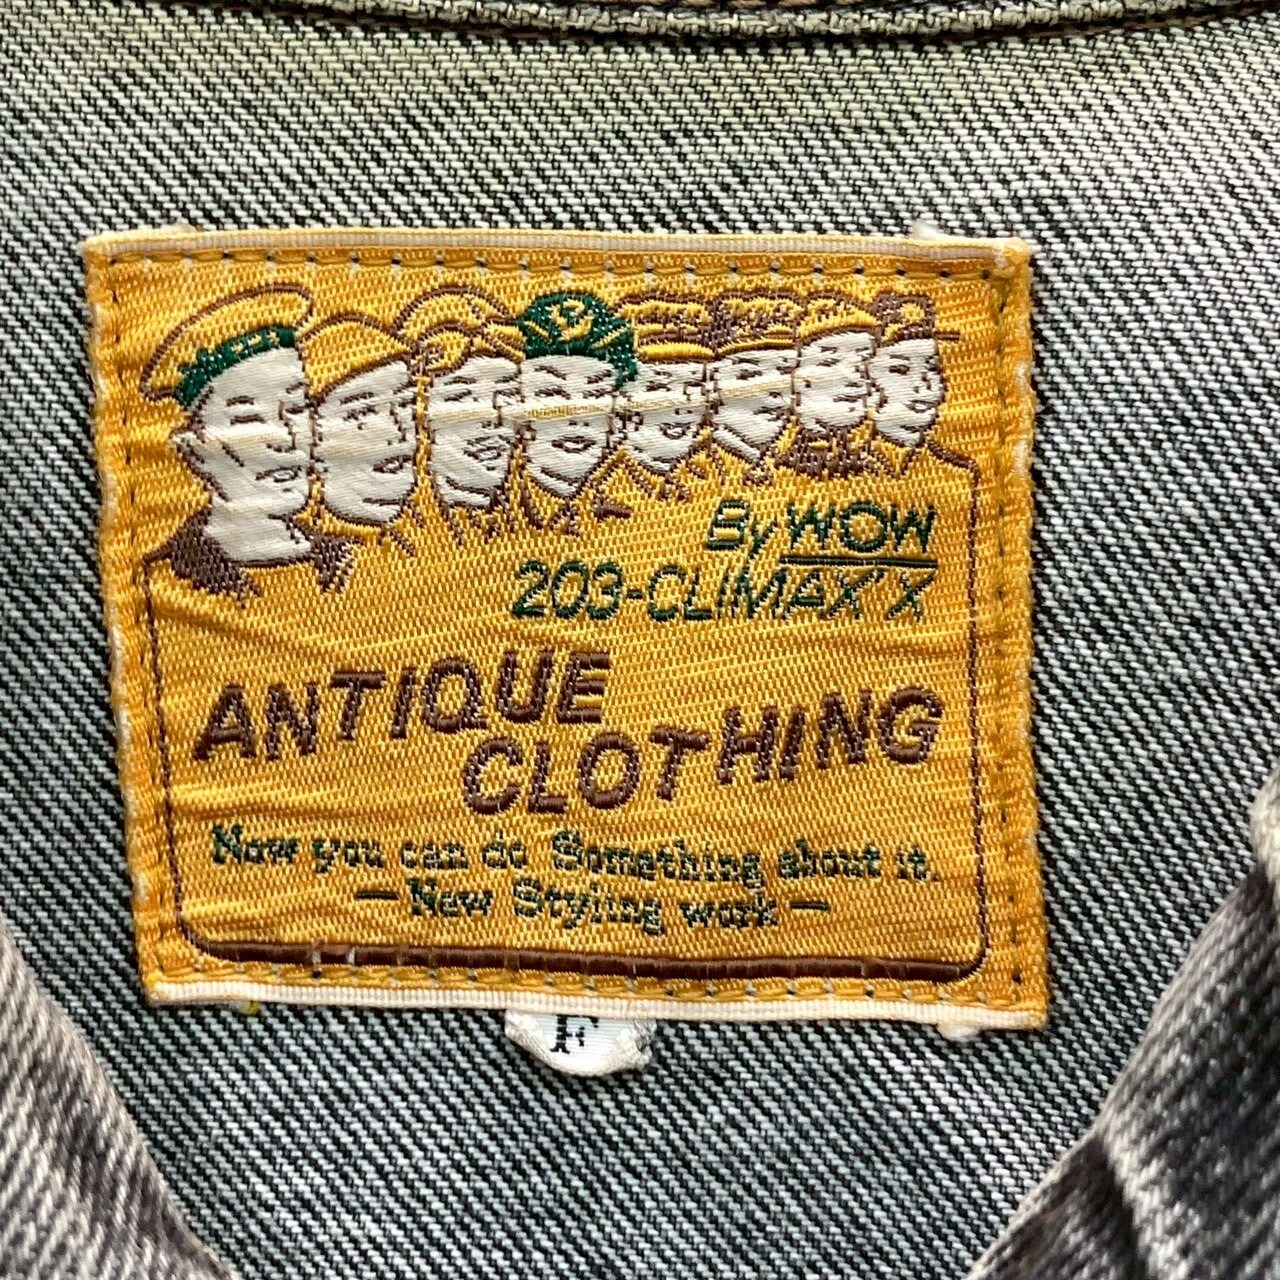 By WOW
203-CLIMAX'X
ANTIQUE
CLOTHING
Now you can do Something about it.
— New Styling work —
F